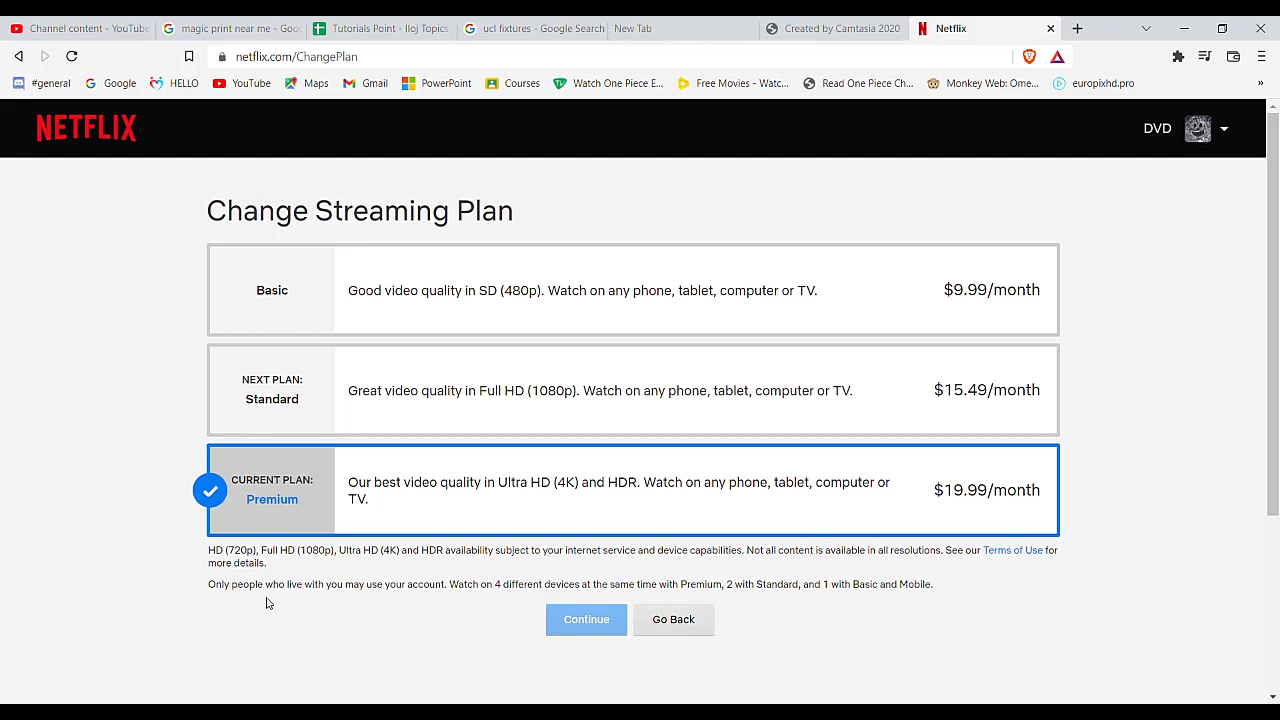 Channel content - YouTube
magic print near me - Goo
Tutorials Point - Iloj Topics
ucl fixtures - Google Search
New Tab
Created by Camtasia 2020
Netflix
netflix.com/ChangePlan
#general
Google
HELLO
YouTube
Maps
Gmail
PowerPoint
Courses
Watch One Piece E...
Free Movies - Watc...
Read One Piece Ch...
Monkey Web: Ome...
europixhd.pro
»
NETFLIX
DVD
Change Streaming Plan
Basic
Good video quality in SD (480p). Watch on any phone, tablet, computer or TV.
$9.99/month
NEXT PLAN:
Standard
Great video quality in Full HD (1080p). Watch on any phone, tablet, computer or TV.
$15.49/month
CURRENT PLAN:
Premium
Our best video quality in Ultra HD (4K) and HDR. Watch on any phone, tablet, computer or
TV.
$19.99/month
HD (720p), Full HD (1080p), Ultra HD (4K) and HDR availability subject to your internet service and device capabilities. Not all content is available in all resolutions. See our Terms of Use for
more details.
Only people who live with you may use your account. Watch on 4 different devices at the same time with Premium, 2 with Standard, and 1 with Basic and Mobile.
Continue
Go Back